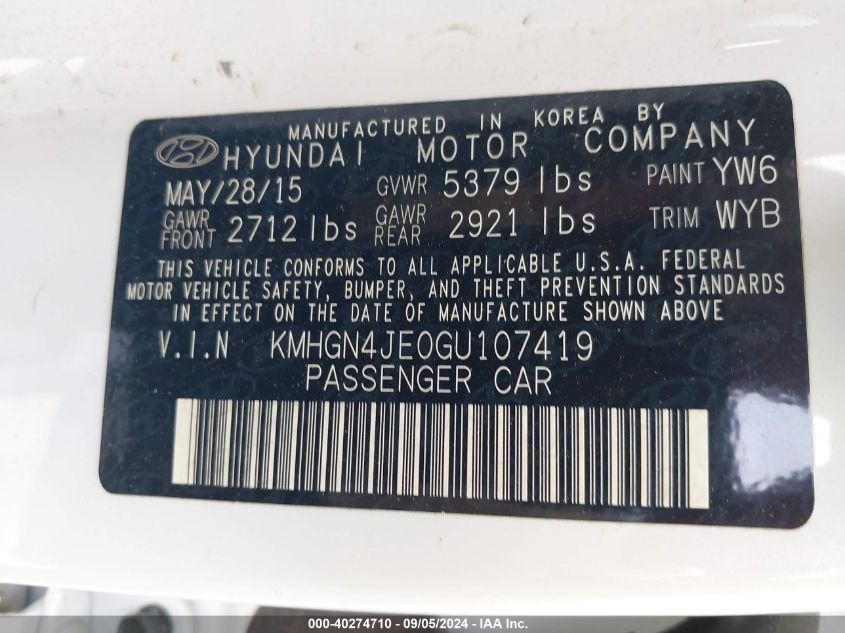 MANUFACTURED IN KOREA BY
HYUNDAI MOTOR COMPANY
MAY/28/15 GVWR 5379 lbs PAINT YW6
GAWR FRONT 2712 lbs GAWR REAR 2921 lbs TRIM WYB
THIS VEHICLE CONFORMS TO ALL APPLICABLE U.S.A. FEDERAL
MOTOR VEHICLE SAFETY, BUMPER, AND THEFT PREVENTION STANDARDS
IN EFFECT ON THE DATE OF MANUFACTURE SHOWN ABOVE
V.I.N KMHGN4JE0GU107419
PASSENGER CAR
000-40274710 - 09/05/2024 - IAA Inc.